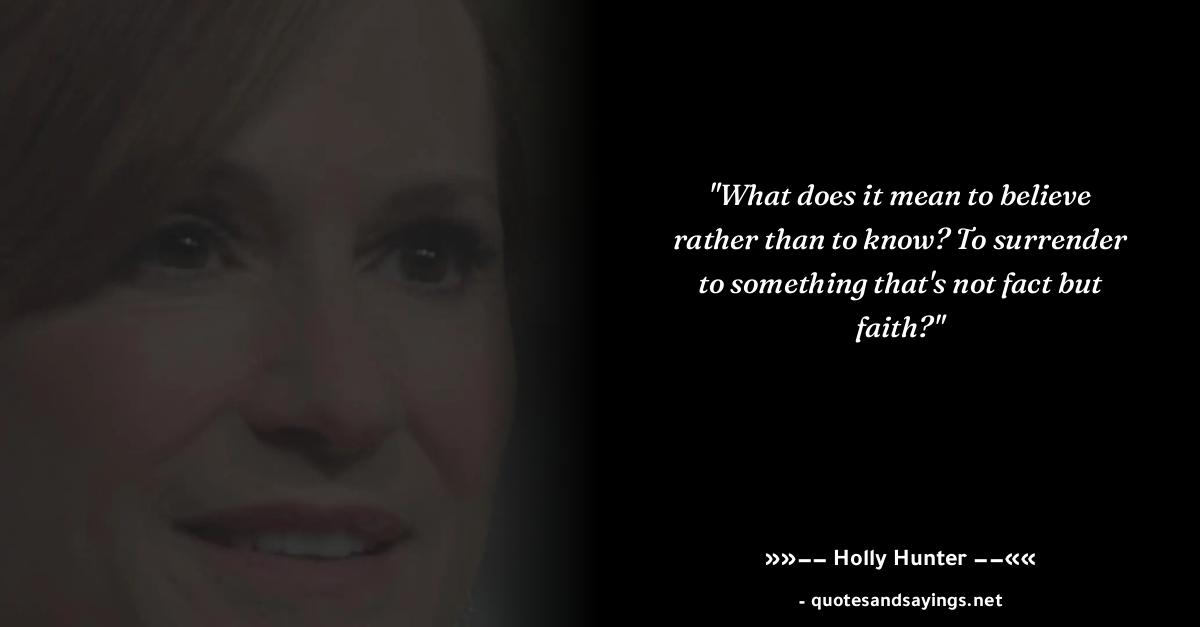 "What does it mean to believe
rather than to know? To surrender
to something that's not fact but
faith?"
»»−− Holly Hunter −−««
- quotesandsayings.net